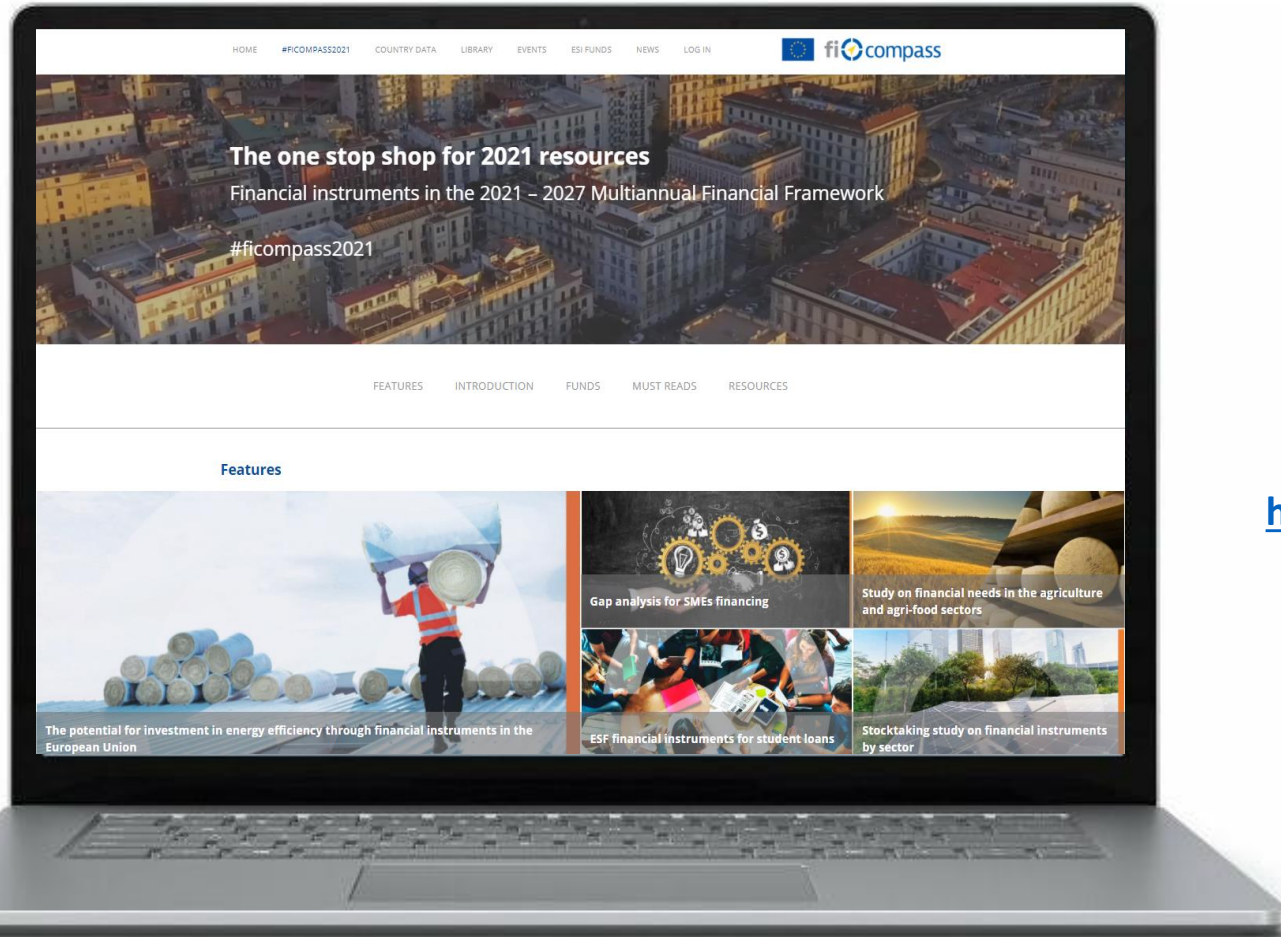 HOME #FICOMPASS2021 COUNTRY DATA LIBRARY EVENTS ESI FUNDS NEWS LOG IN
fi compass
The one stop shop for 2021 resources
Financial instruments in the 2021 – 2027 Multiannual Financial Framework
#ficompass2021
FEATURES INTRODUCTION FUNDS MUST READS RESOURCES
Features
The potential for investment in energy efficiency through financial instruments in the
European Union
Gap analysis for SMEs financing
Study on financial needs in the agriculture
and agri-food sectors
ESF financial instruments for student loans
Stocktaking study on financial instruments
by sector
h